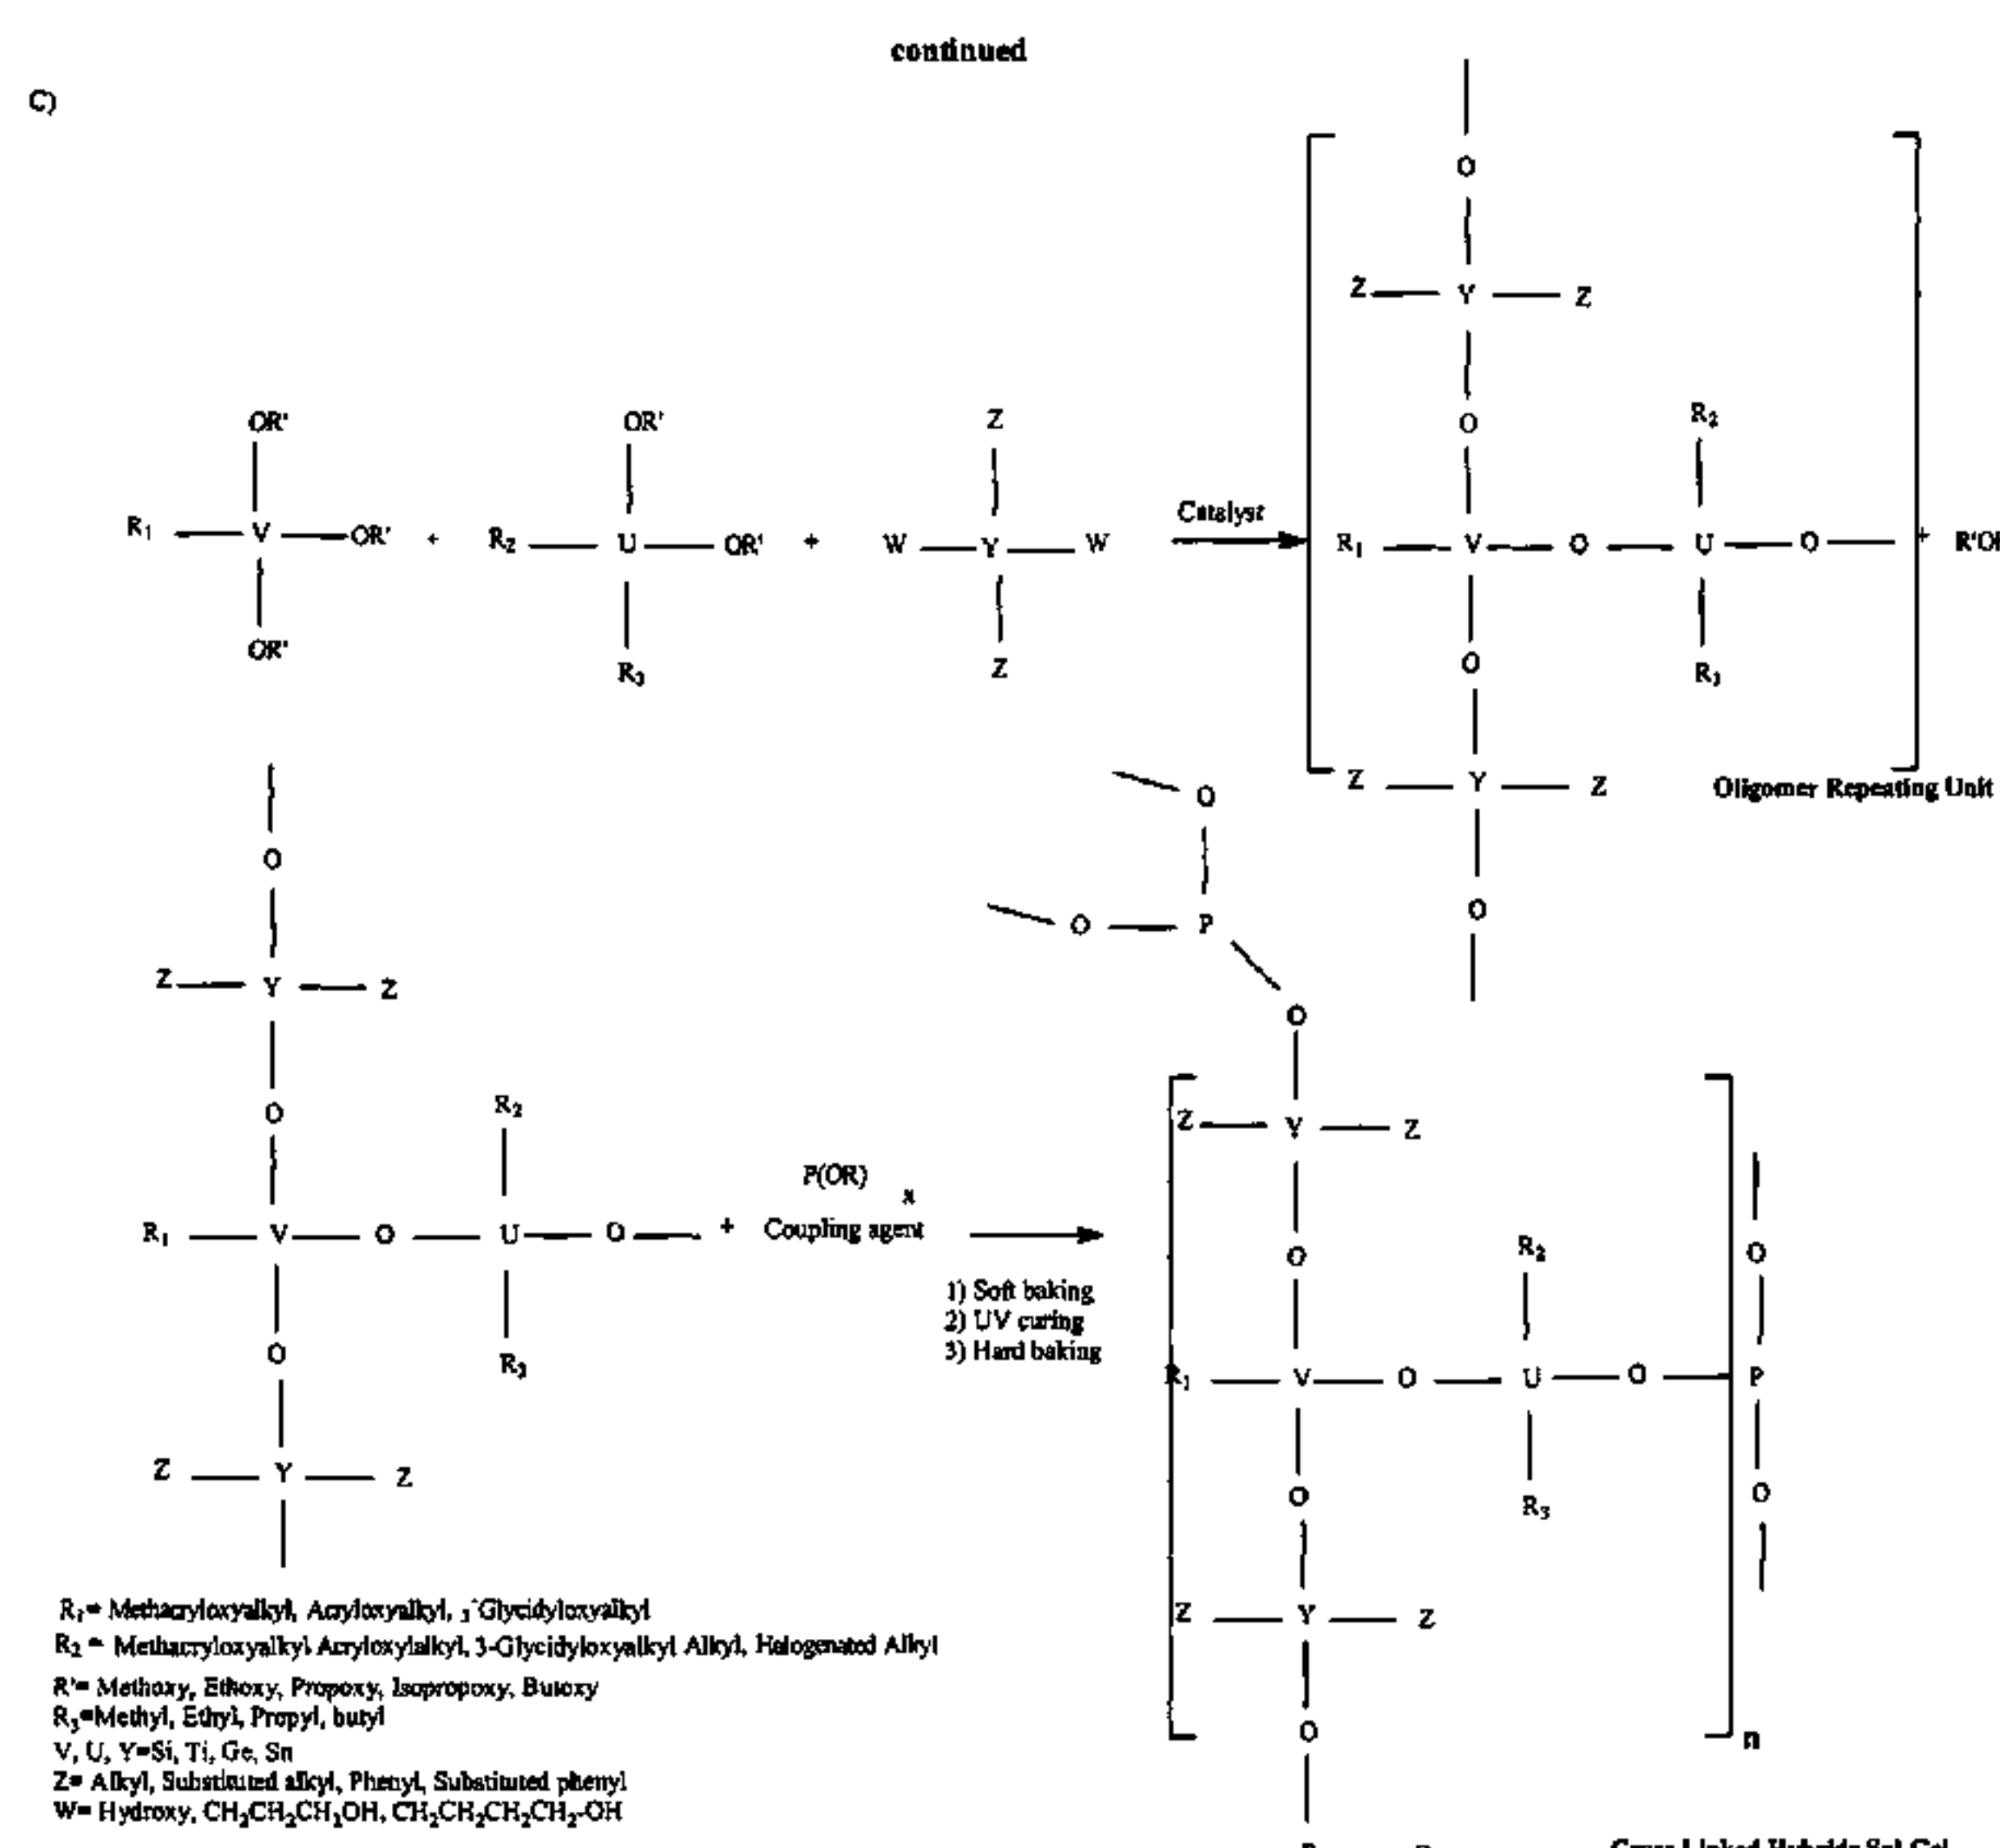 continued
C)
O
Z Y Z
OR' OR' Z O R₂
R₁ V OR' + R₂ U OR' + W Y W Catalyst R₁ V O U O + R'O
OR' R₃ Z O R₃
Z Y Z Oligomer Repeating Unit
O
O
O P O
Z Y Z O
O R₂ Z Y Z
R₁ V O U O + P(OR)x Coupling agent O R₂ O
1) Soft baking
2) UV curing
3) Hard baking
O R₃ R₁ V O U O P
Z Y Z O R₃ O
Z Y Z
O n
R₁= Methacryloxyalkyl, Acryloxyalkyl, 3-Glycidyloxyalkyl
R₂ = Methacryloxyalkyl Acryloxylalkyl, 3-Glycidyloxyalkyl Alkyl, Halogenated Alkyl
R'= Methoxy, Ethoxy, Propoxy, Isopropoxy, Butoxy
R₃=Methyl, Ethyl, Propyl, butyl
V, U, Y=Si, Ti, Ge, Sn
Z= Alkyl, Substituted alkyl, Phenyl, Substituted phenyl
W= Hydroxy, CH₂CH₂CH₂OH, CH₂CH₂CH₂CH₂-OH